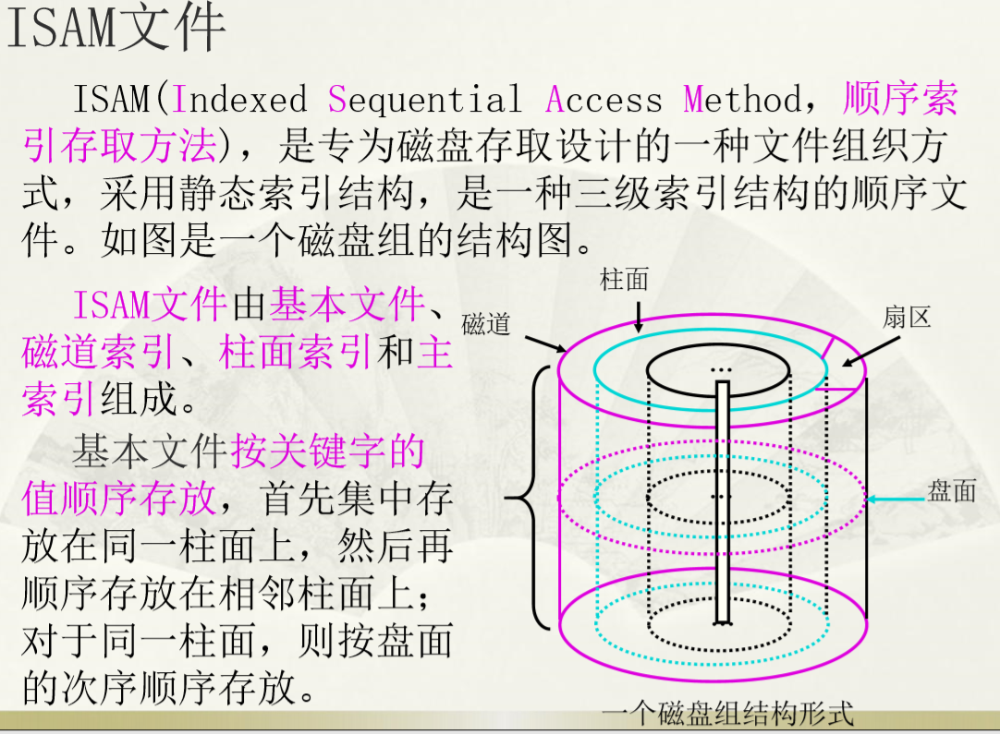 ISAM文件
ISAM(Indexed Sequential Access Method，顺序索
引存取方法)，是专为磁盘存取设计的一种文件组织方
式，采用静态索引结构，是一种三级索引结构的顺序文
件。如图是一个磁盘组的结构图。
ISAM文件由基本文件、
磁道索引、柱面索引和主
索引组成。
基本文件按关键字的
值顺序存放，首先集中存
放在同一柱面上，然后再
顺序存放在相邻柱面上；
对于同一柱面，则按盘面
的次序顺序存放。
柱面
磁道
扇区
…
…
盘面
…
一个磁盘组结构形式